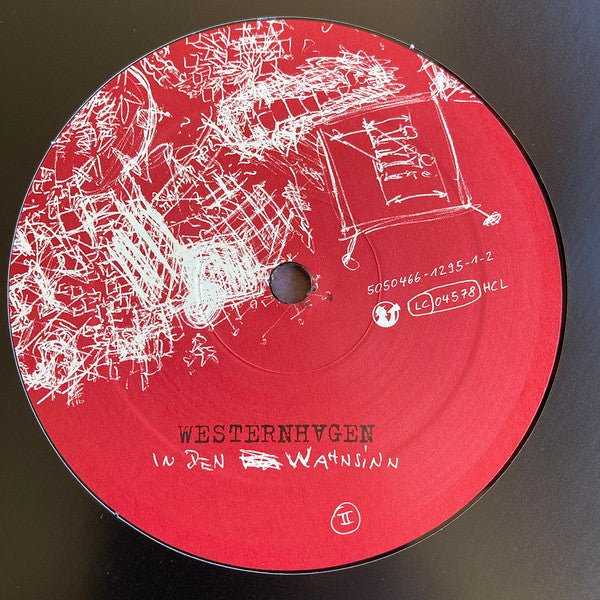 5050466-1295-1-2
LC 04578 HCL
WESTERNHAGEN
IN DEN WAHNSINN
II